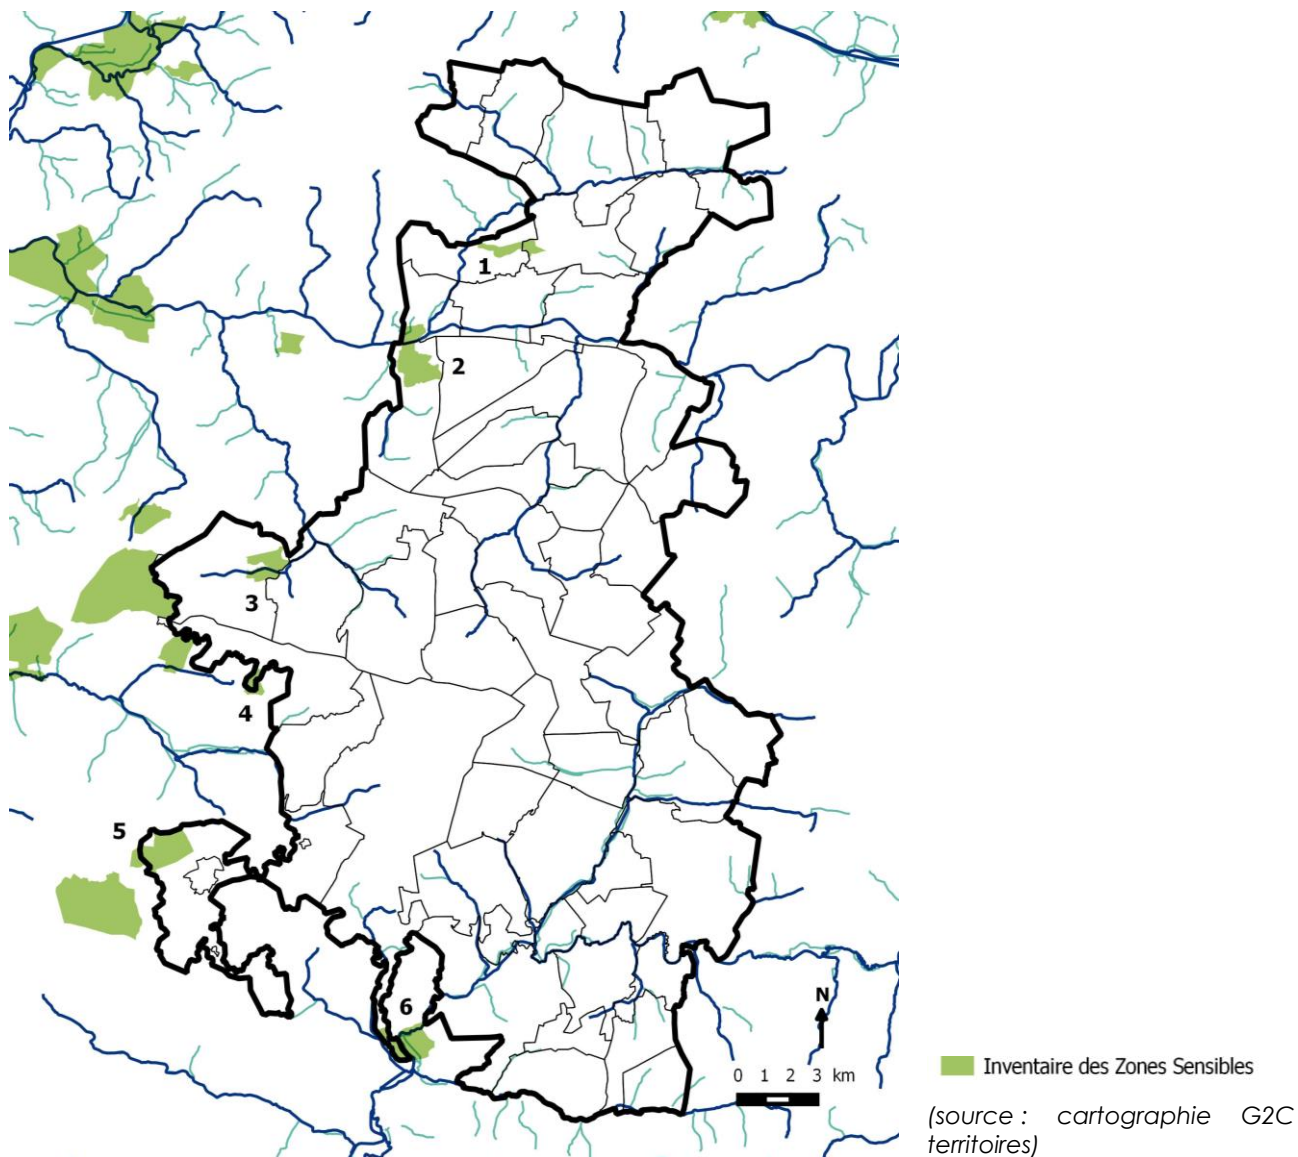 1
2
3
4
5
6
N
0 1 2 3 km
Inventaire des Zones Sensibles
(source : cartographie G2C
territoires)